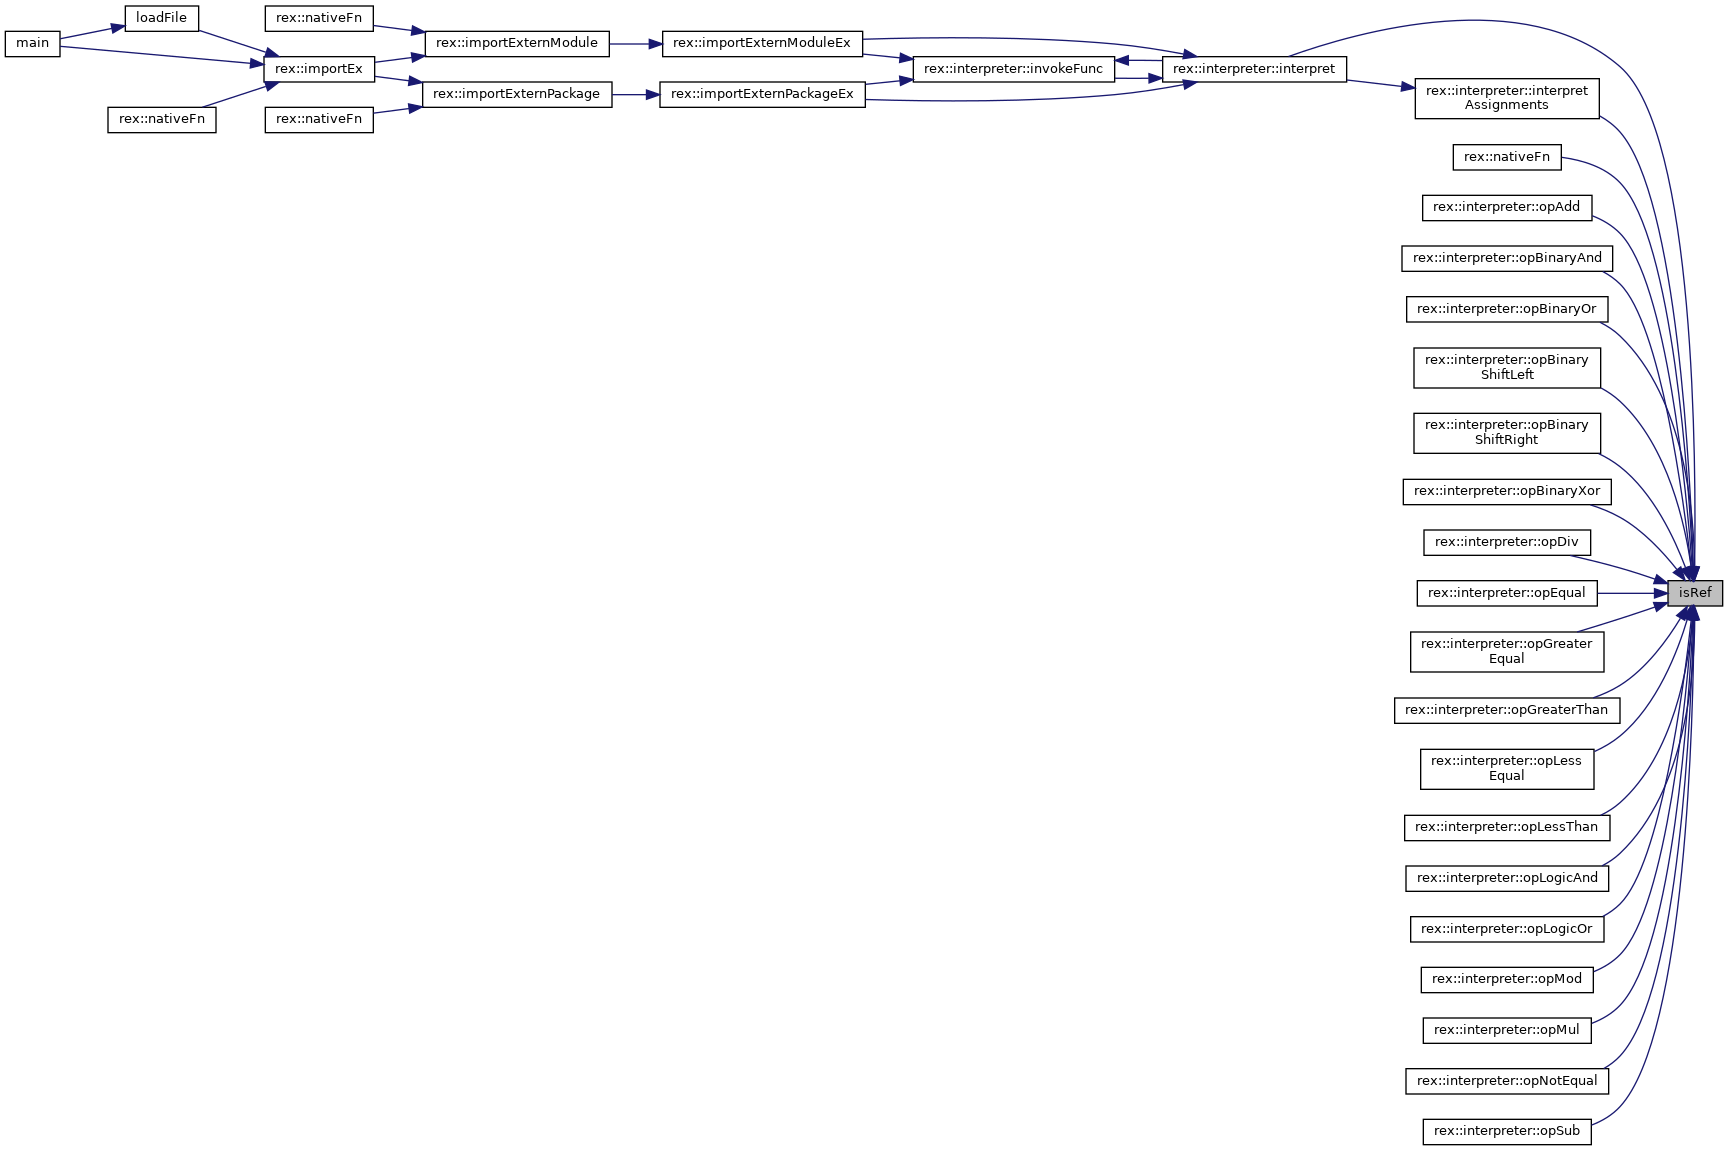 main
loadFile
rex::nativeFn
rex::importEx
rex::nativeFn
rex::nativeFn
rex::importExternModule
rex::importExternPackage
rex::importExternModuleEx
rex::importExternPackageEx
rex::interpreter::invokeFunc
rex::interpreter::interpret
rex::interpreter::interpret
Assignments
rex::nativeFn
rex::interpreter::opAdd
rex::interpreter::opBinaryAnd
rex::interpreter::opBinaryOr
rex::interpreter::opBinary
ShiftLeft
rex::interpreter::opBinary
ShiftRight
rex::interpreter::opBinaryXor
rex::interpreter::opDiv
rex::interpreter::opEqual
isRef
rex::interpreter::opGreater
Equal
rex::interpreter::opGreaterThan
rex::interpreter::opLess
Equal
rex::interpreter::opLessThan
rex::interpreter::opLogicAnd
rex::interpreter::opLogicOr
rex::interpreter::opMod
rex::interpreter::opMul
rex::interpreter::opNotEqual
rex::interpreter::opSub